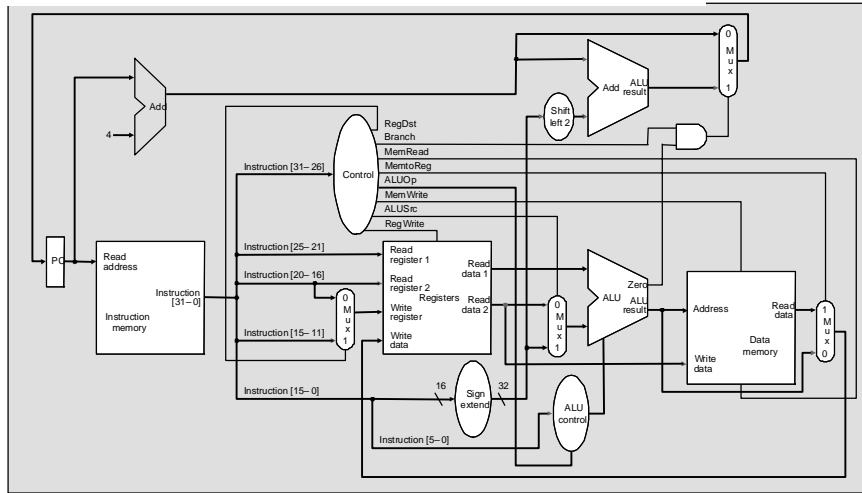 0
M
u
x
1
Add
4
Add
ALU
result
Shift
left 2
RegDst
Branch
MemRead
MemtoReg
ALUOp
MemWrite
ALUSrc
RegWrite
Control
Instruction [31–26]
Instruction [25–21]
Instruction [20–16]
Instruction [15–11]
Instruction [15–0]
Instruction [5–0]
PC
Read
address
Instruction
[31–0]
Instruction
memory
0
M
u
x
1
Read
register 1
Read
register 2
Write
register
Write
data
Registers
Read
data 1
Read
data 2
0
M
u
x
1
Zero
ALU
ALU
result
Address
Read
data
Write
data
Data
memory
1
M
u
x
0
16
Sign
extend
32
ALU
control